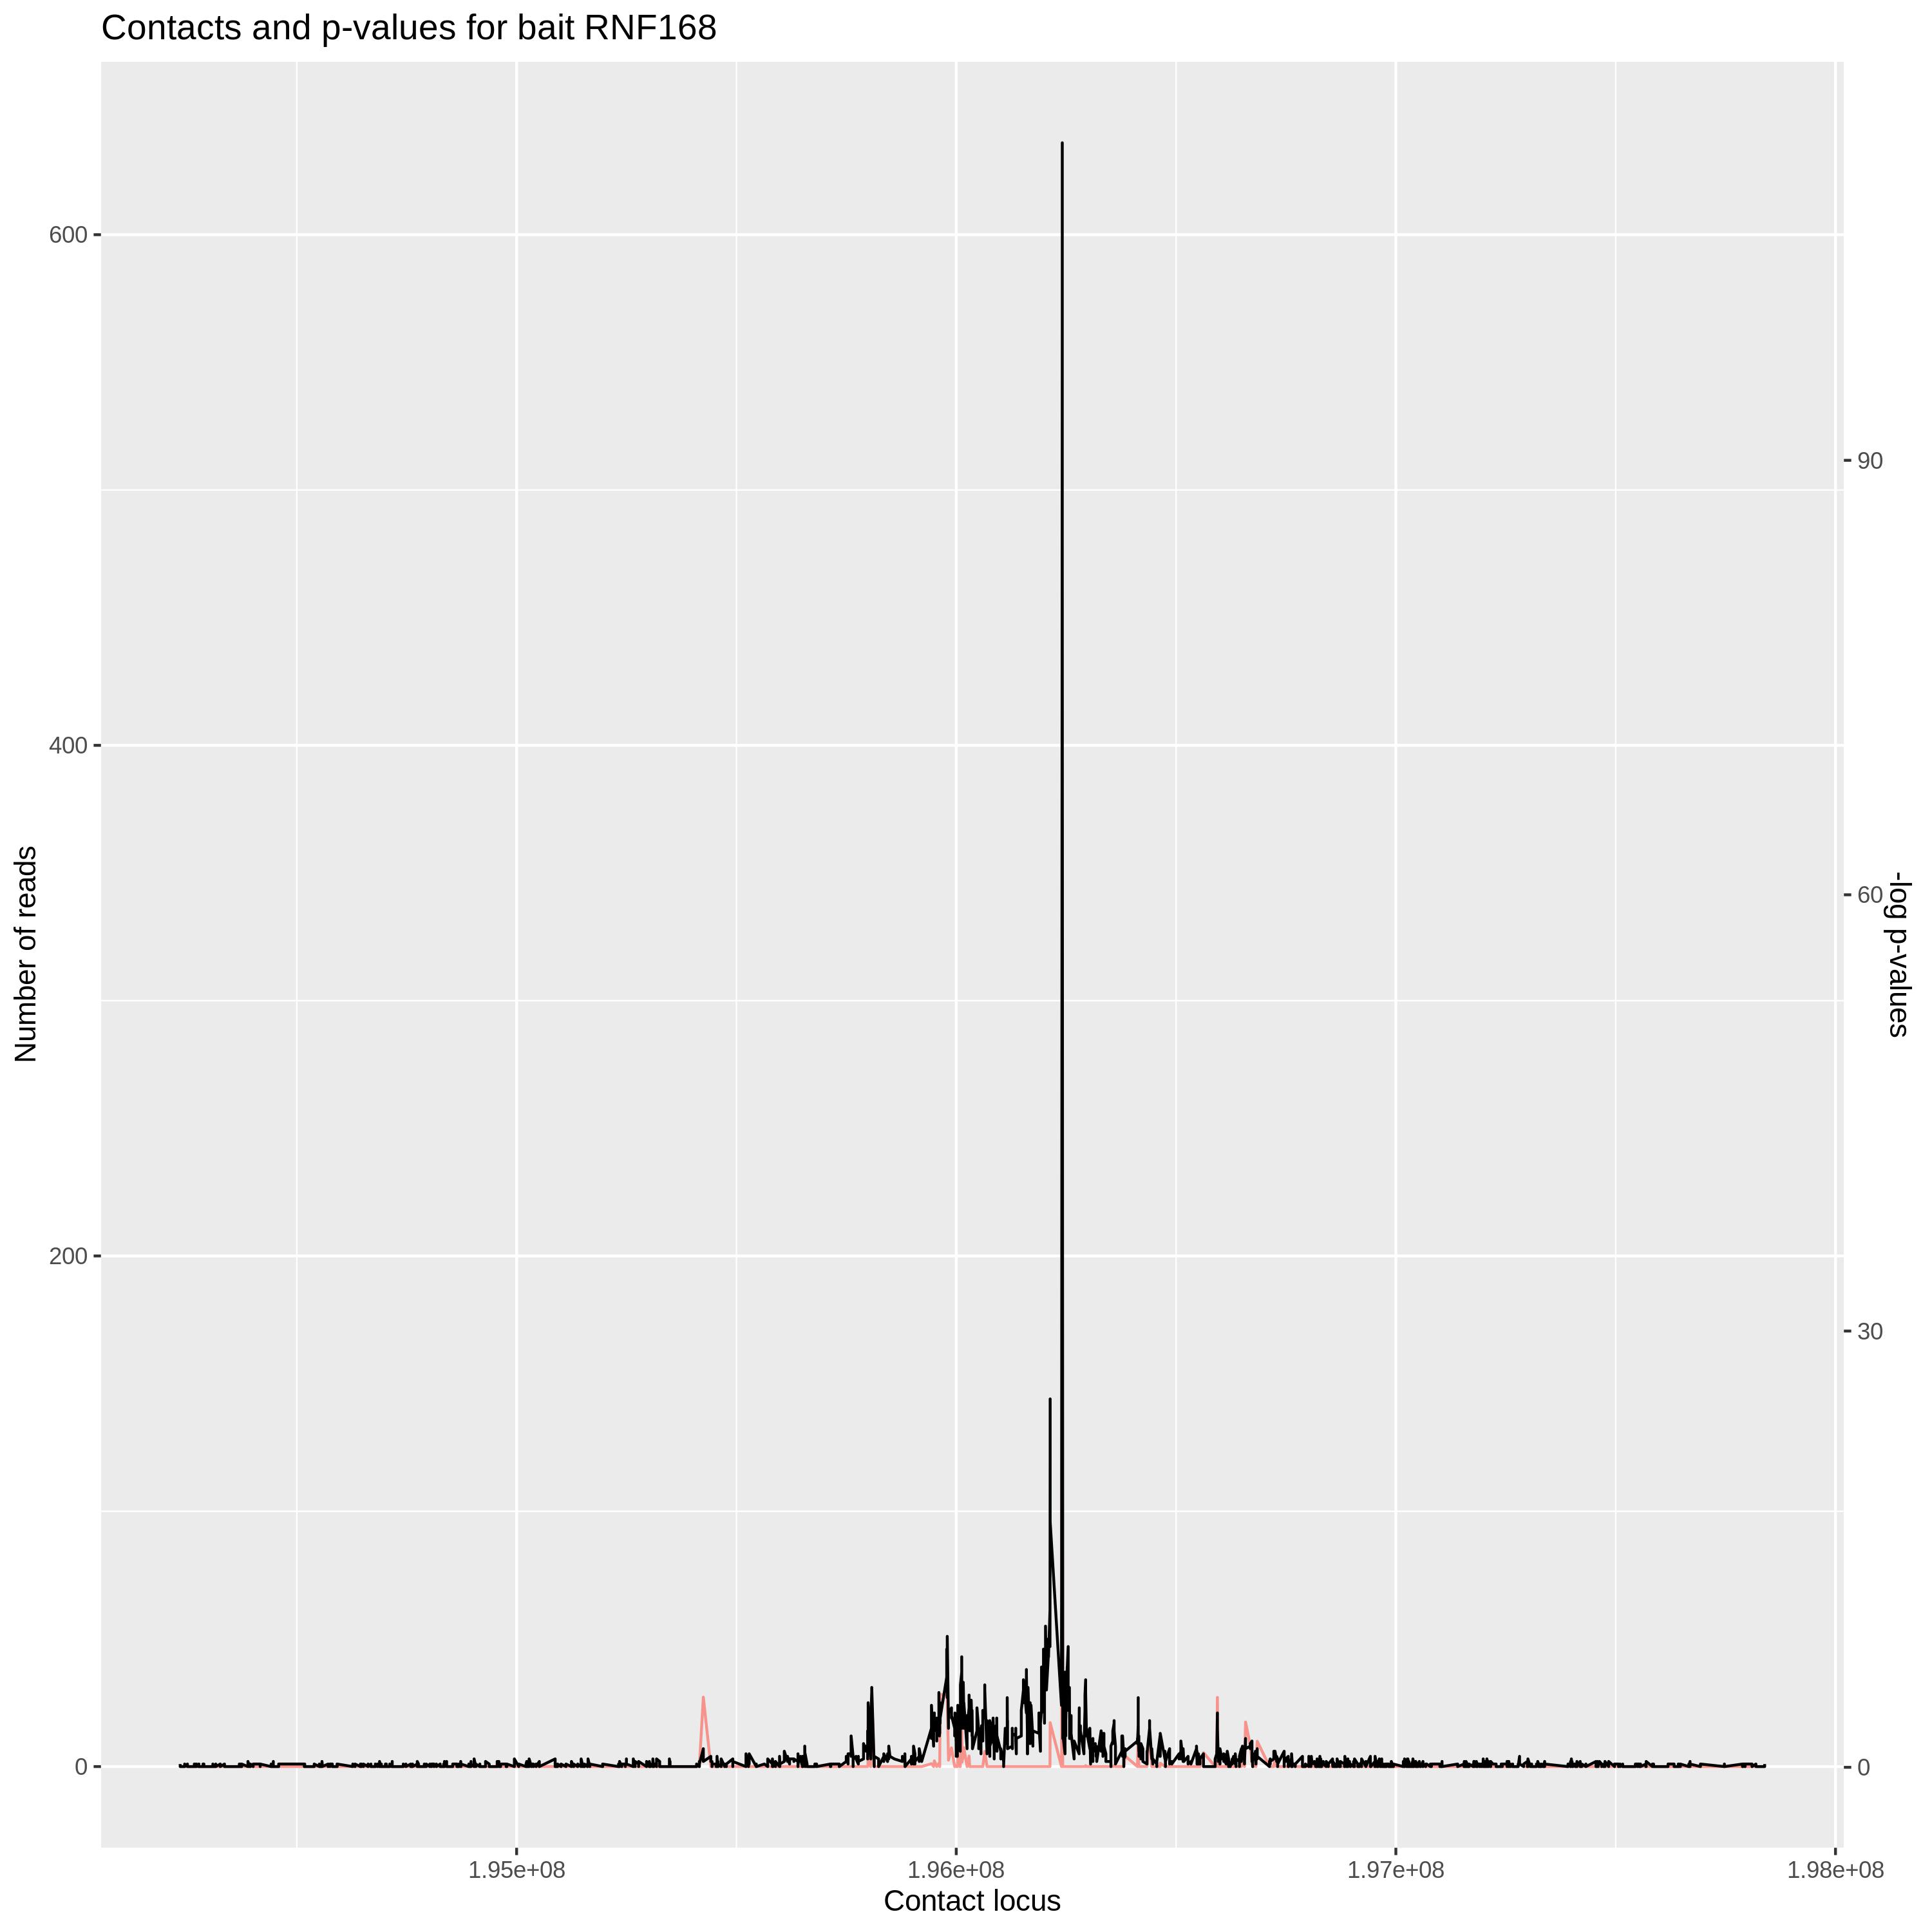 Contacts and p-values for bait RNF168
600
400
200
0
Number of reads
90
60
30
0
-log p-values
1.95e+08
1.96e+08
1.97e+08
1.98e+08
Contact locus